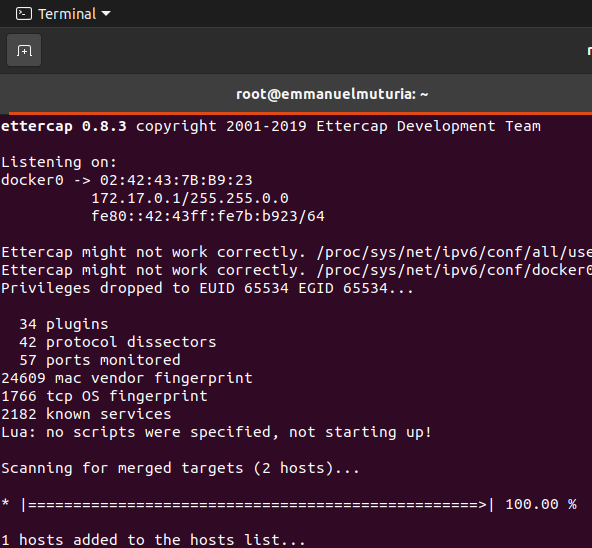 Terminal
root@emmanuelmuturia: ~
ettercap 0.8.3 copyright 2001-2019 Ettercap Development Team
Listening on:
docker0 -> 02:42:43:7B:B9:23
172.17.0.1/255.255.0.0
fe80::42:43ff:fe7b:b923/64
Ettercap might not work correctly. /proc/sys/net/ipv6/conf/all/use
Ettercap might not work correctly. /proc/sys/net/ipv6/conf/docker0
Privileges dropped to EUID 65534 EGID 65534...
34 plugins
42 protocol dissectors
57 ports monitored
24609 mac vendor fingerprint
1766 tcp OS fingerprint
2182 known services
Lua: no scripts were specified, not starting up!
Scanning for merged targets (2 hosts)...
* |==================================================>| 100.00 %
1 hosts added to the hosts list...